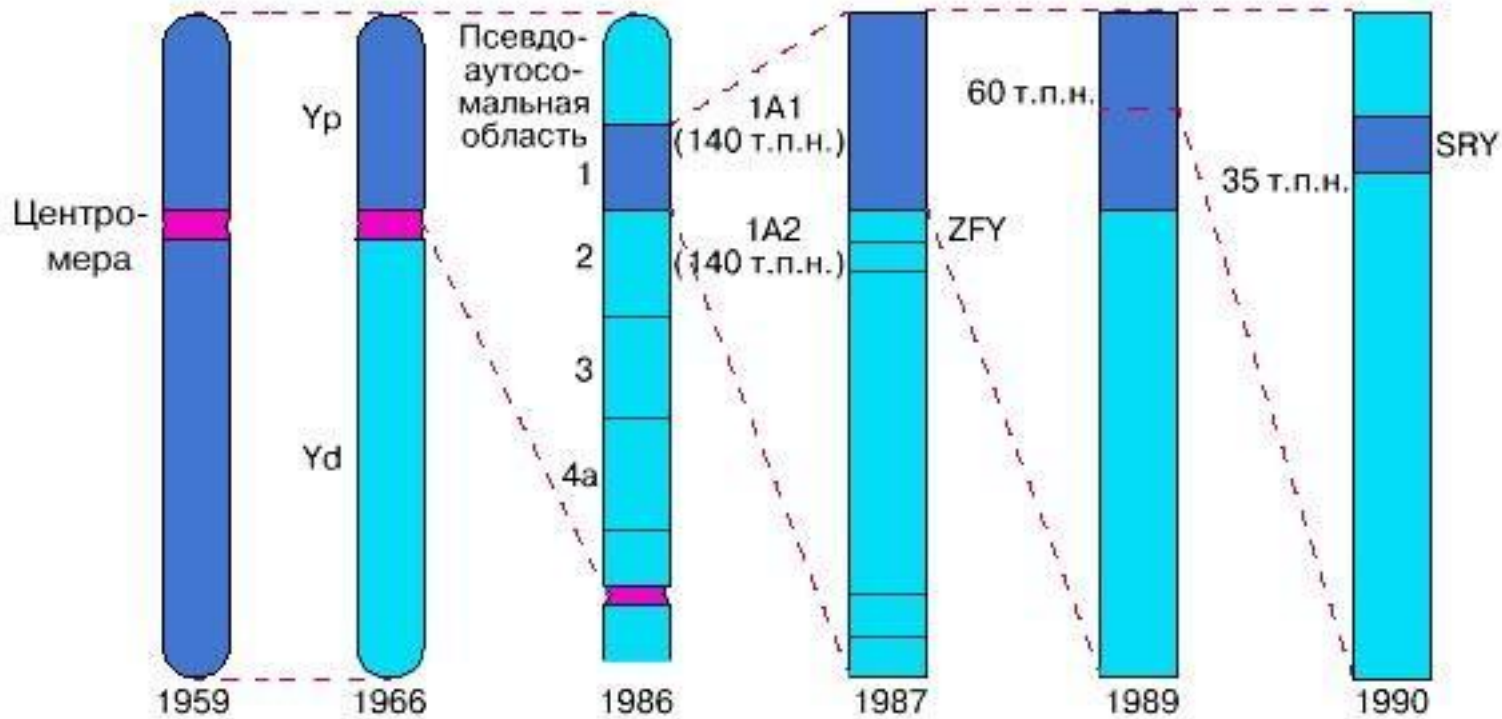 Центро-
мера
Yp
Yd
Псевдо-
аутосо-
мальная
область
1
2
3
4а
1A1
(140 т.п.н.)
1A2
(140 т.п.н.)
ZFY
60 т.п.н.
35 т.п.н.
SRY
1959
1966
1986
1987
1989
1990